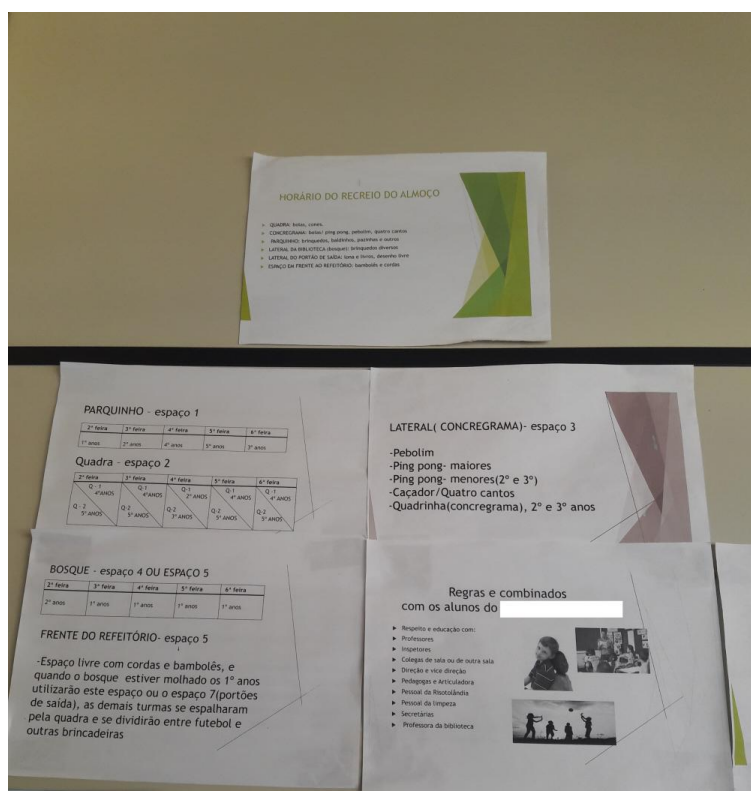 HORÁRIO DO RECREIO DO ALMOÇO
QUADRA: bolas, cones.
CONCREGRAMA: bolas/ ping pong, pebolim, quatro cantos
PARQUINHO: brinquedos, baldinhos, pazinhas e outros
LATERAL DA BIBLIOTECA (bosque): brinquedos diversos
LATERAL DO PORTÃO DE SAÍDA: lona e livros, desenho livre
ESPAÇO EM FRENTE AO REFEITÓRIO: bambolês e cordas
PARQUINHO - espaço 1
2ª feira 3ª feira 4ª feira 5ª feira 6ª feira
1º anos 2º anos 4º anos 5º anos 3º anos
Quadra - espaço 2
2ª feira 3ª feira 4ª feira 5ª feira 6ª feira
Q - 1 Q -1 Q -1 Q -1 Q -1
4ºANOS 4ºANOS 2º ANOS 4º ANOS 4º ANOS
Q - 2 Q -2 Q -2 Q -2 Q -2
5º ANOS 5º ANOS 3º ANOS 5º ANOS 5º ANOS
LATERAL( CONCREGRAMA)- espaço 3
-Pebolim
-Ping pong- maiores
-Ping pong- menores(2º e 3º)
-Caçador/Quatro cantos
-Quadrinha(concregrama), 2º e 3º anos
BOSQUE - espaço 4 OU ESPAÇO 5
2ª feira 3ª feira 4ª feira 5ª feira 6ª feira
2º anos 1º anos 1º anos 1º anos 1º anos
FRENTE DO REFEITÓRIO- espaço 5
-Espaço livre com cordas e bambolês, e
quando o bosque estiver molhado os 1º anos
utilizarão este espaço ou o espaço 7(portões
de saída), as demais turmas se espalharam
pela quadra e se dividirão entre futebol e
outras brincadeiras
Regras e combinados
com os alunos do
Respeito e educação com:
Professores
Inspetores
Colegas de sala ou de outra sala
Direção e vice direção
Pedagogas e Articuladora
Pessoal da Risotolândia
Pessoal da limpeza
Secretárias
Professora da biblioteca